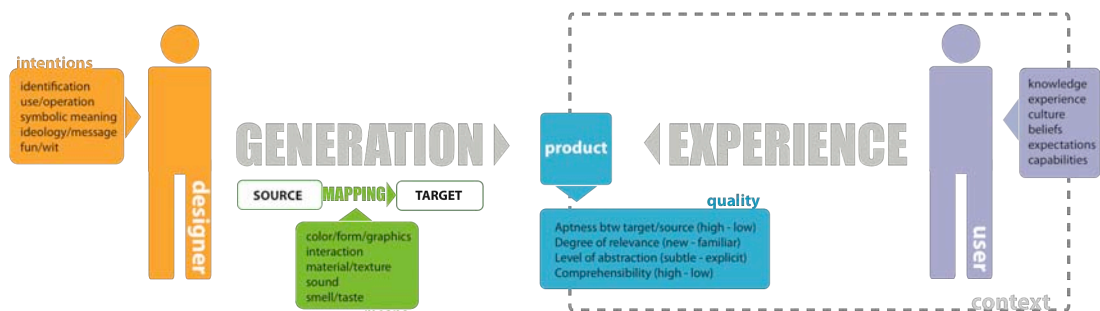 intentions
identification
use/operation
symbolic meaning
ideology/message
fun/wit
designer
GENERATION
SOURCE
MAPPING
TARGET
color/form/graphics
interaction
material/texture
sound
smell/taste
product
quality
Aptness btw target/source (high - low)
Degree of relevance (new - familiar)
Level of abstraction (subtle - explicit)
Comprehensibility (high - low)
EXPERIENCE
user
knowledge
experience
culture
beliefs
expectations
capabilities
context